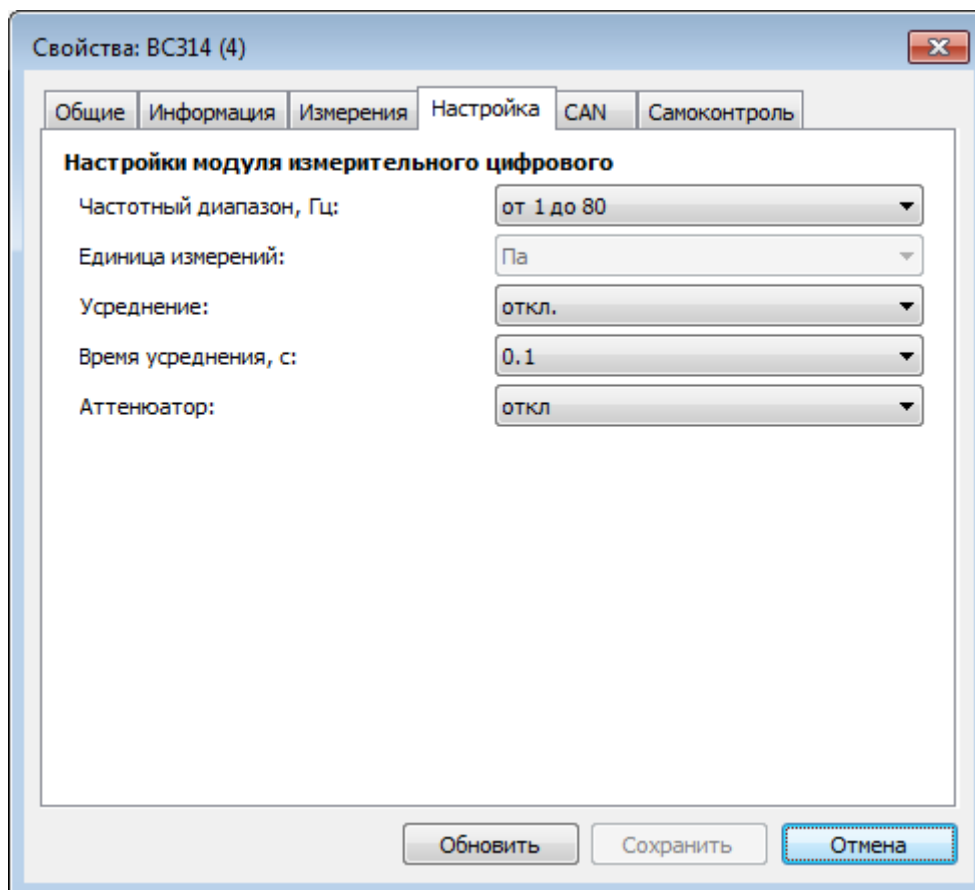 Свойства: ВС314 (4)
Общие Информация Измерения Настройка CAN Самоконтроль
Настройки модуля измерительного цифрового
Частотный диапазон, Гц: от 1 до 80
Единица измерений: Па
Усреднение: откл.
Время усреднения, с: 0.1
Аттенюатор: откл
Обновить Сохранить Отмена